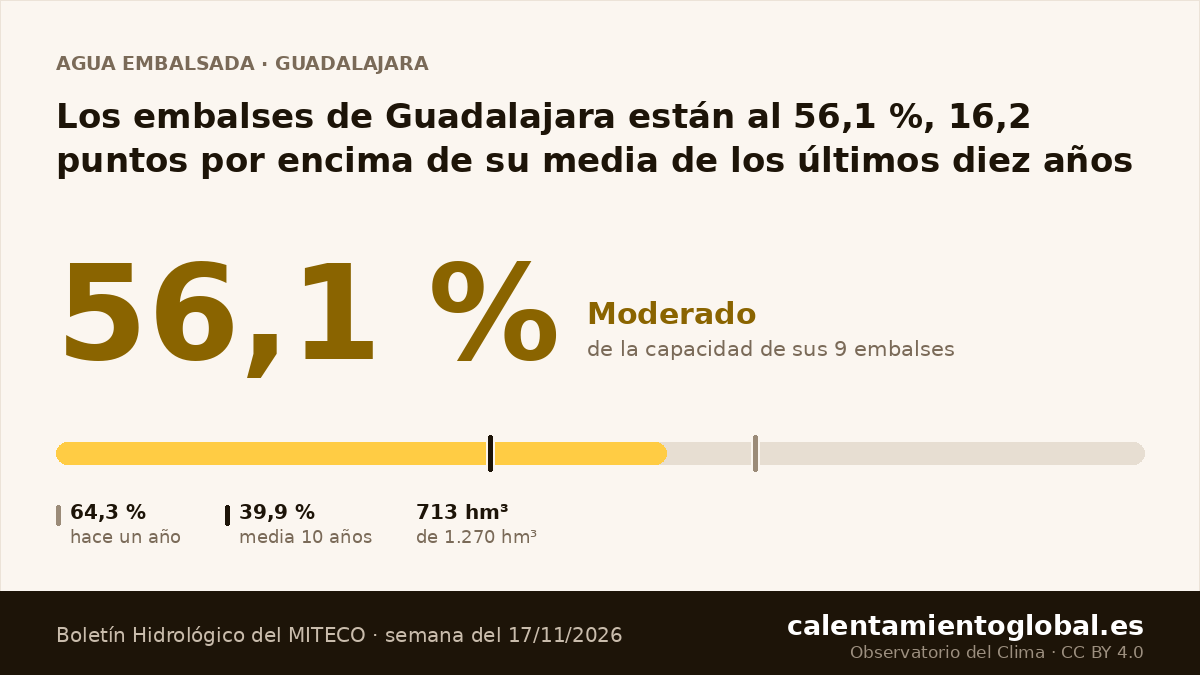 AGUA EMBALSADA · GUADALAJARA
Los embalses de Guadalajara están al 56,1 %, 16,2
puntos por encima de su media de los últimos diez años
56,1 %
Moderado
de la capacidad de sus 9 embalses
64,3 %
hace un año
39,9 %
media 10 años
713 hm³
de 1.270 hm³
Boletín Hidrológico del MITECO · semana del 17/11/2026
calentamientoglobal.es
Observatorio del Clima · CC BY 4.0